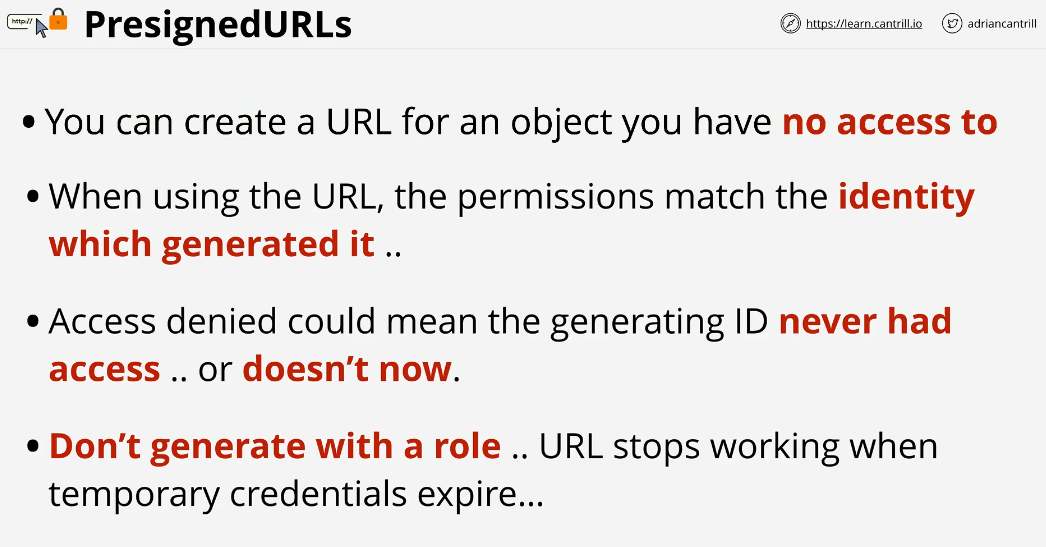 http://
PresignedURLs
https://learn.cantrill.io
adriancantrill
• You can create a URL for an object you have no access to
• When using the URL, the permissions match the identity
which generated it ..
• Access denied could mean the generating ID never had
access .. or doesn’t now.
• Don’t generate with a role .. URL stops working when
temporary credentials expire...